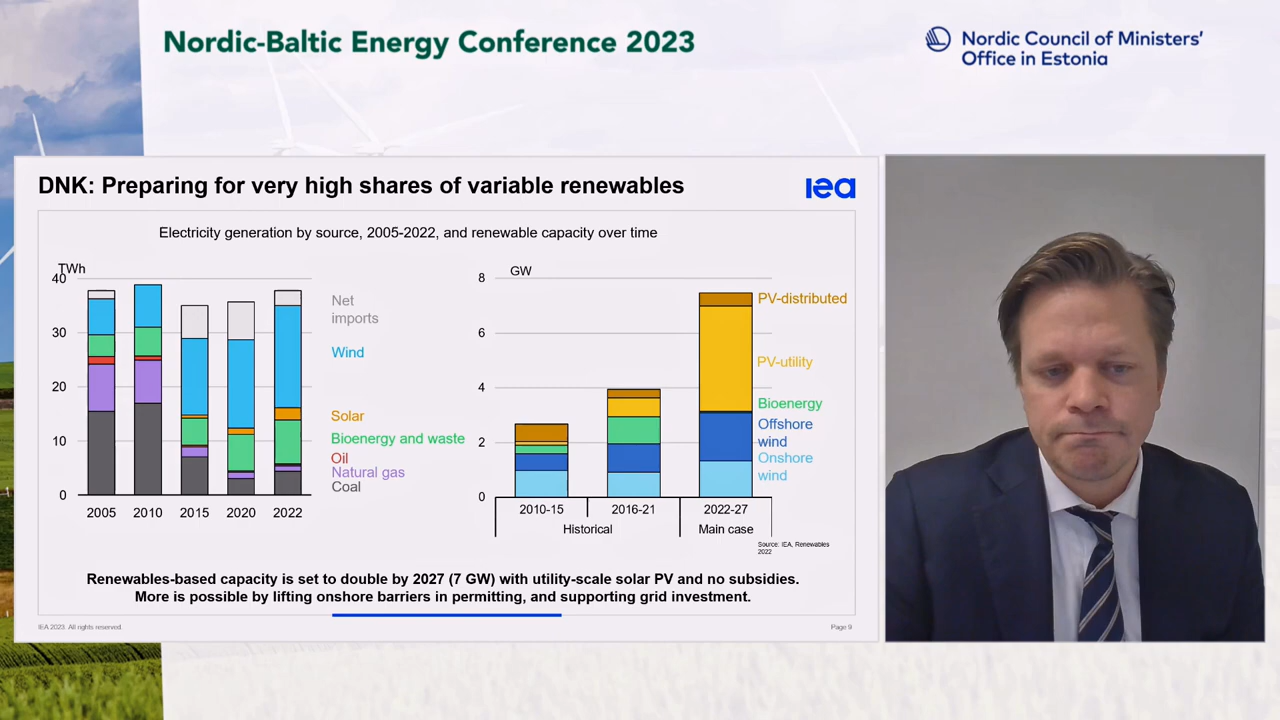 Nordic-Baltic Energy Conference 2023
Nordic Council of Ministers'
Office in Estonia
DNK: Preparing for very high shares of variable renewables
iea
Electricity generation by source, 2005-2022, and renewable capacity over time
TWh
40
30
20
10
0
2005 2010 2015 2020 2022
Net
imports
Wind
Solar
Bioenergy and waste
Oil
Natural gas
Coal
GW
8
6
4
2
0
2010-15 2016-21 2022-27
Historical Main case
PV-distributed
PV-utility
Bioenergy
Offshore
wind
Onshore
wind
Source: IEA, Renewables
2022
Renewables-based capacity is set to double by 2027 (7 GW) with utility-scale solar PV and no subsidies.
More is possible by lifting onshore barriers in permitting, and supporting grid investment.
IEA 2023. All rights reserved. Page 9